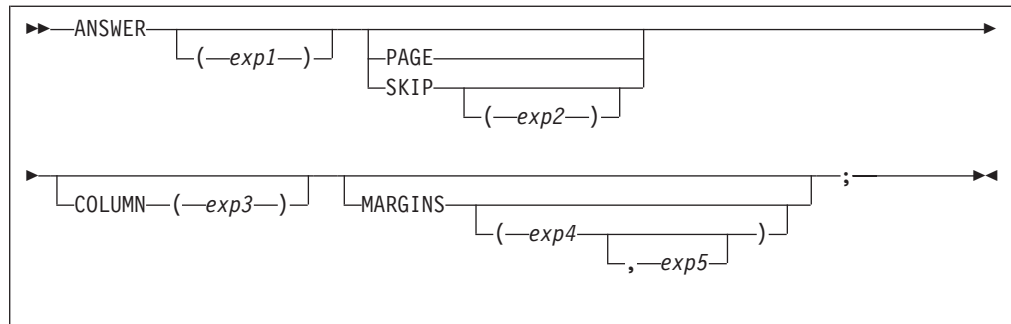 ANSWER
( exp1 )
PAGE
SKIP
( exp2 )
COLUMN ( exp3 )
MARGINS
( exp4
, exp5
)
;